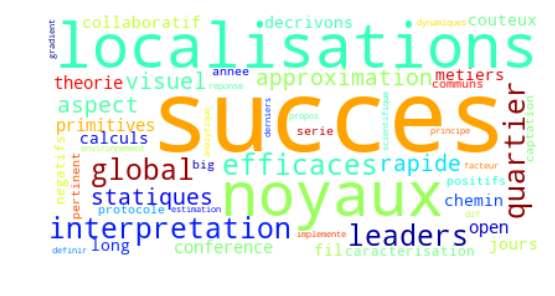 gradient collaboratif decrivons dynamiques couteux
localisations
theorie visuel annee reponse approximation metiers communs
aspect succes quartier captation
primitives calculs analytique derniers propos serie scientifique principe
environnement
negatifs pertinent global big efficaces rapide facteur
statiques noyaux positifs chemin
protocole estimation
interpretation implemente leaders open dif
definir long conference fil caracterisation jours